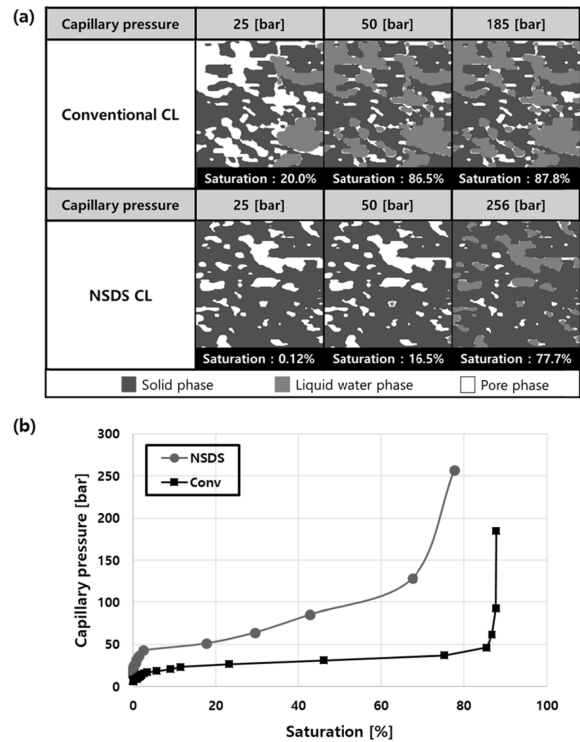 (a)
Capillary pressure 25 [bar] 50 [bar] 185 [bar]
Conventional CL
Saturation : 20.0% Saturation : 86.5% Saturation : 87.8%
Capillary pressure 25 [bar] 50 [bar] 256 [bar]
NSDS CL
Saturation : 0.12% Saturation : 16.5% Saturation : 77.7%
Solid phase Liquid water phase Pore phase
(b)
300
250
200
150
100
50
0
Capillary pressure [bar]
NSDS
Conv
0 20 40 60 80 100
Saturation [%]